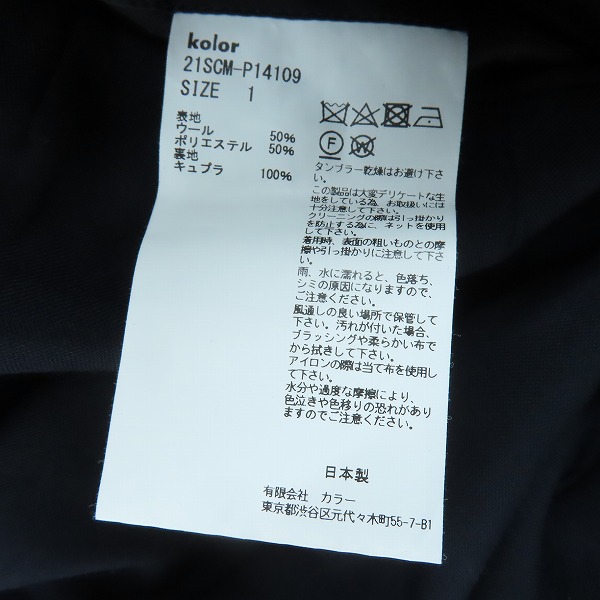 kolor
21SCM-P14109
SIZE 1
表地
ウール 50%
ポリエステル 50%
裏地
キュプラ 100%
F W
タンブラー乾燥はお避け下さ
い。
この製品は大変デリケートな生
地をしている為、お取扱いには
十分注意して下さい。
クリーニングの際は引っ掛かり
を防止する為に、ネットを使用
して下さい。
着用時、表面の粗いものとの摩
擦や引っ掛かりに注意して下さ
い。
雨、水に濡れると、色落ち、
シミの原因になりますので、
ご注意ください。
風通しの良い場所で保管して
下さい。汚れが付いた場合、
ブラッシングや柔らかい布で
から拭きして下さい。
アイロンの際は当て布を使用し
て下さい。
水分や過度な摩擦により、
色泣きや色移りの恐れがあり
ますのでご注意ください。
日本製
有限会社 カラー
東京都渋谷区元代々木町55-7-B1